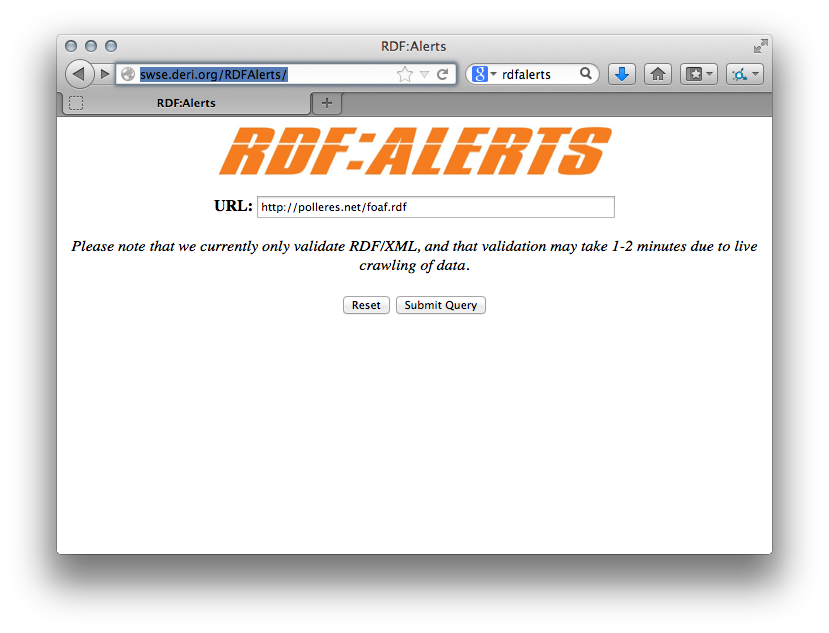 RDF:Alerts
swse.deri.org/RDFAlerts/
rdfalerts
RDF:Alerts
RDF:ALERTS
URL: http://polleres.net/foaf.rdf
Please note that we currently only validate RDF/XML, and that validation may take 1-2 minutes due to live
crawling of data.
Reset Submit Query